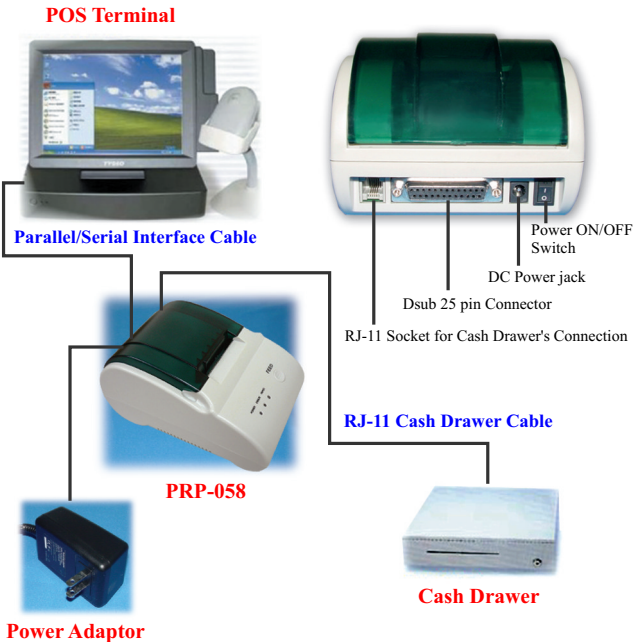 POS Terminal
Parallel/Serial Interface Cable
Power ON/OFF
Switch
DC Power jack
Dsub 25 pin Connector
RJ-11 Socket for Cash Drawer's Connection
RJ-11 Cash Drawer Cable
PRP-058
Cash Drawer
Power Adaptor